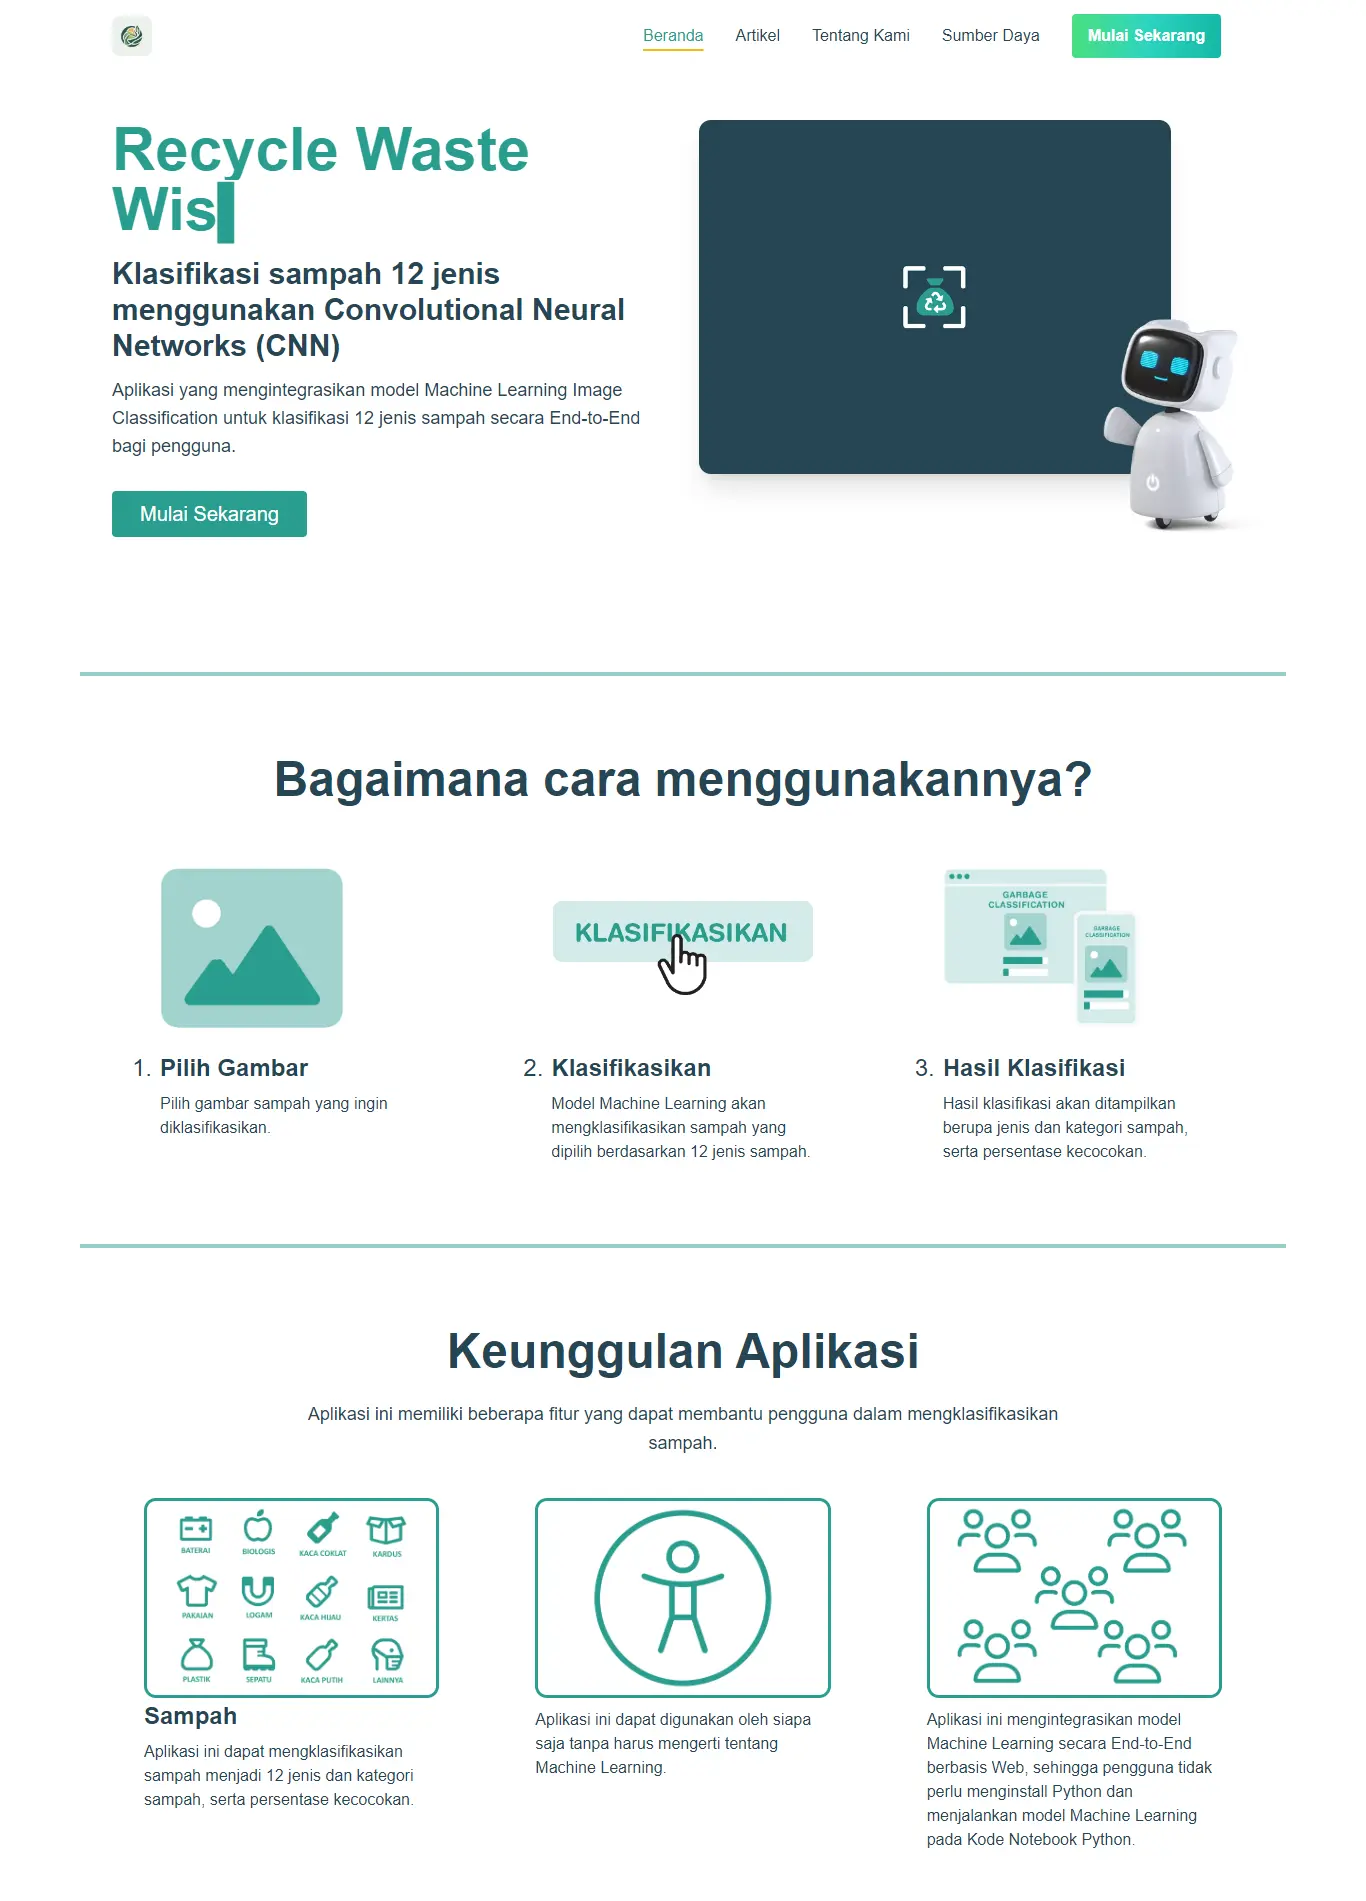 Beranda Artikel Tentang Kami Sumber Daya Mulai Sekarang
Recycle Waste
Wis
Klasifikasi sampah 12 jenis
menggunakan Convolutional Neural
Networks (CNN)
Aplikasi yang mengintegrasikan model Machine Learning Image
Classification untuk klasifikasi 12 jenis sampah secara End-to-End
bagi pengguna.
Mulai Sekarang
Bagaimana cara menggunakannya?
KLASIFIKASIKAN
GARBAGE
CLASSIFICATION
GARBAGE
CLASSIFICATION
1. Pilih Gambar
Pilih gambar sampah yang ingin
diklasifikasikan.
2. Klasifikasikan
Model Machine Learning akan
mengklasifikasikan sampah yang
dipilih berdasarkan 12 jenis sampah.
3. Hasil Klasifikasi
Hasil klasifikasi akan ditampilkan
berupa jenis dan kategori sampah,
serta persentase kecocokan.
Keunggulan Aplikasi
Aplikasi ini memiliki beberapa fitur yang dapat membantu pengguna dalam mengklasifikasikan
sampah.
BATERAI BIOLOGIS KACA COKLAT KARDUS
PAKAIAN LOGAM KACA HIJAU KERTAS
PLASTIK SEPATU KACA PUTIH LAINNYA
Sampah
Aplikasi ini dapat mengklasifikasikan
sampah menjadi 12 jenis dan kategori
sampah, serta persentase kecocokan.
Aplikasi ini dapat digunakan oleh siapa
saja tanpa harus mengerti tentang
Machine Learning.
Aplikasi ini mengintegrasikan model
Machine Learning secara End-to-End
berbasis Web, sehingga pengguna tidak
perlu menginstall Python dan
menjalankan model Machine Learning
pada Kode Notebook Python.